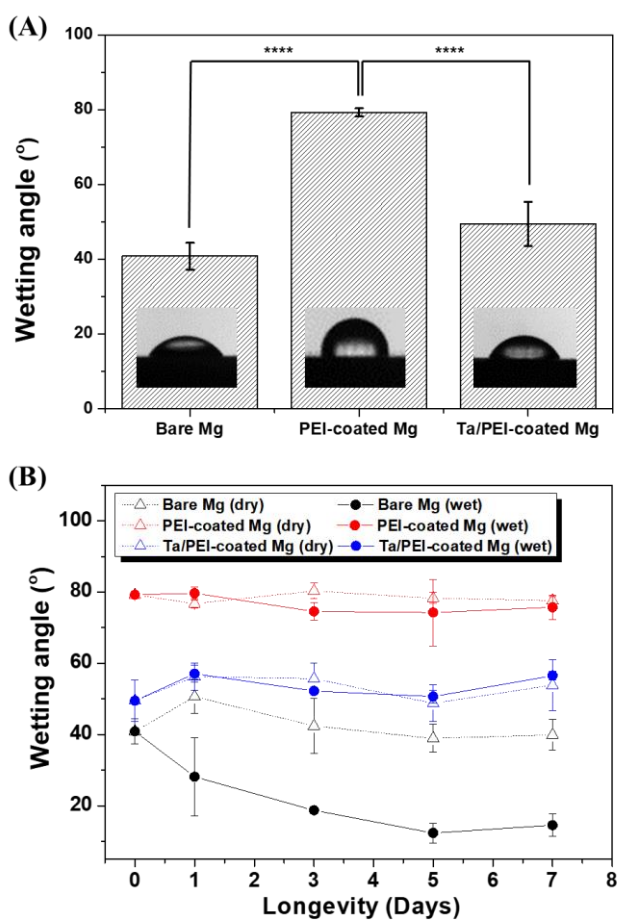 (A)
100
80
60
40
20
0
Wetting angle (°)
**** ****
Bare Mg PEI-coated Mg Ta/PEI-coated Mg
(B)
Bare Mg (dry) Bare Mg (wet)
PEI-coated Mg (dry) PEI-coated Mg (wet)
Ta/PEI-coated Mg (dry) Ta/PEI-coated Mg (wet)
100
80
60
40
20
Wetting angle (°)
0 1 2 3 4 5 6 7 8
Longevity (Days)